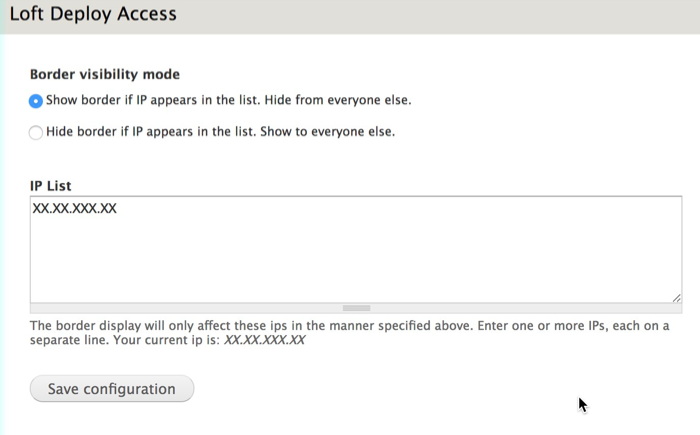 Loft Deploy Access
Border visibility mode
Show border if IP appears in the list. Hide from everyone else.
Hide border if IP appears in the list. Show to everyone else.
IP List
XX.XX.XXX.XX
The border display will only affect these ips in the manner specified above. Enter one or more IPs, each on a
separate line. Your current ip is: XX.XX.XXX.XX
Save configuration